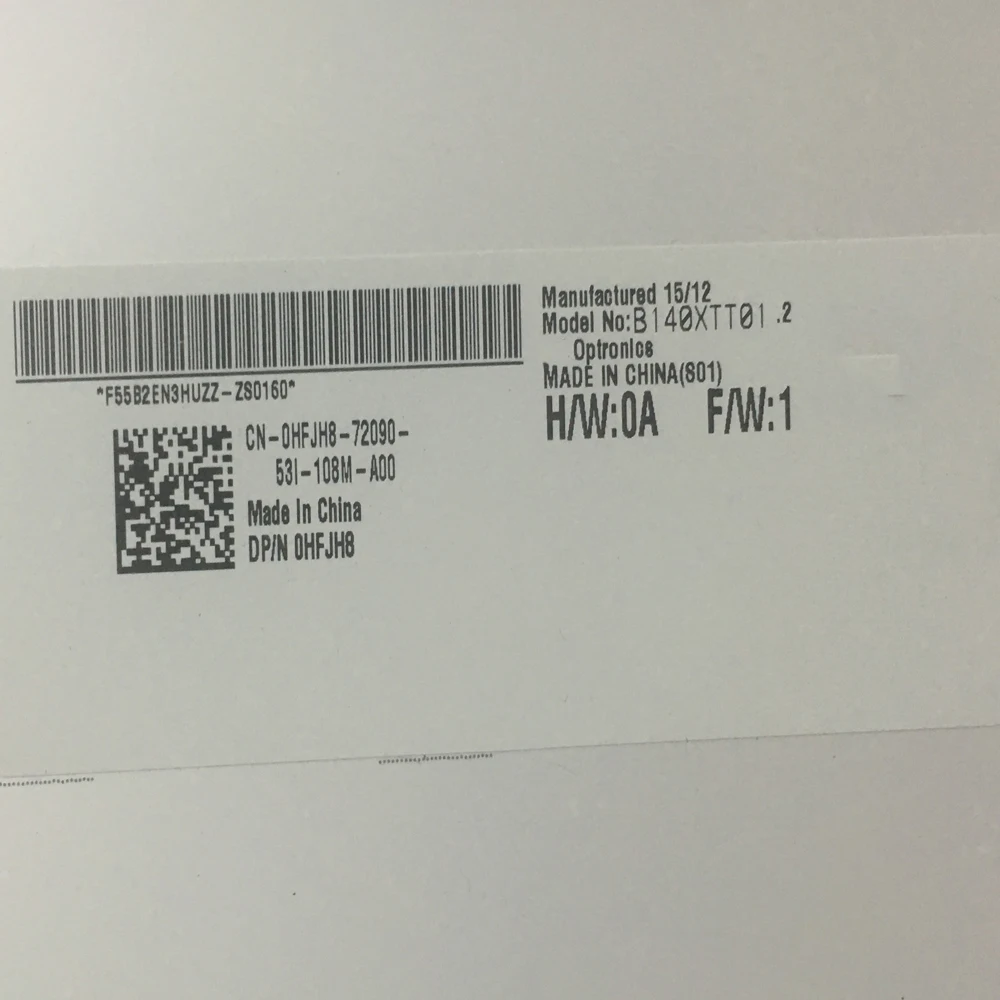 *F55B2EN3HUZZ-ZS0160*
CN-0HFJH8-72090-
53I-108M-A00
Made In China
DP/N 0HFJH8
Manufactured 15/12
Model No:B140XTT01 .2
Optronics
MADE IN CHINA(S01)
H/W:0A F/W:1